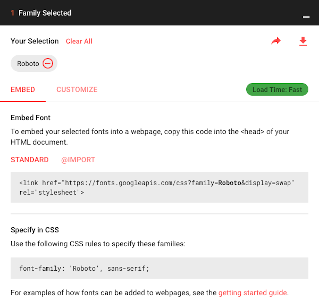 1 Family Selected
Your Selection Clear All
Roboto
EMBED CUSTOMIZE Load Time: Fast
Embed Font
To embed your selected fonts into a webpage, copy this code into the <head> of your
HTML document.
STANDARD @IMPORT
<link href="https://fonts.googleapis.com/css?family=Roboto&display=swap"
rel="stylesheet">
Specify in CSS
Use the following CSS rules to specify these families:
font-family: 'Roboto', sans-serif;
For examples of how fonts can be added to webpages, see the getting started guide.